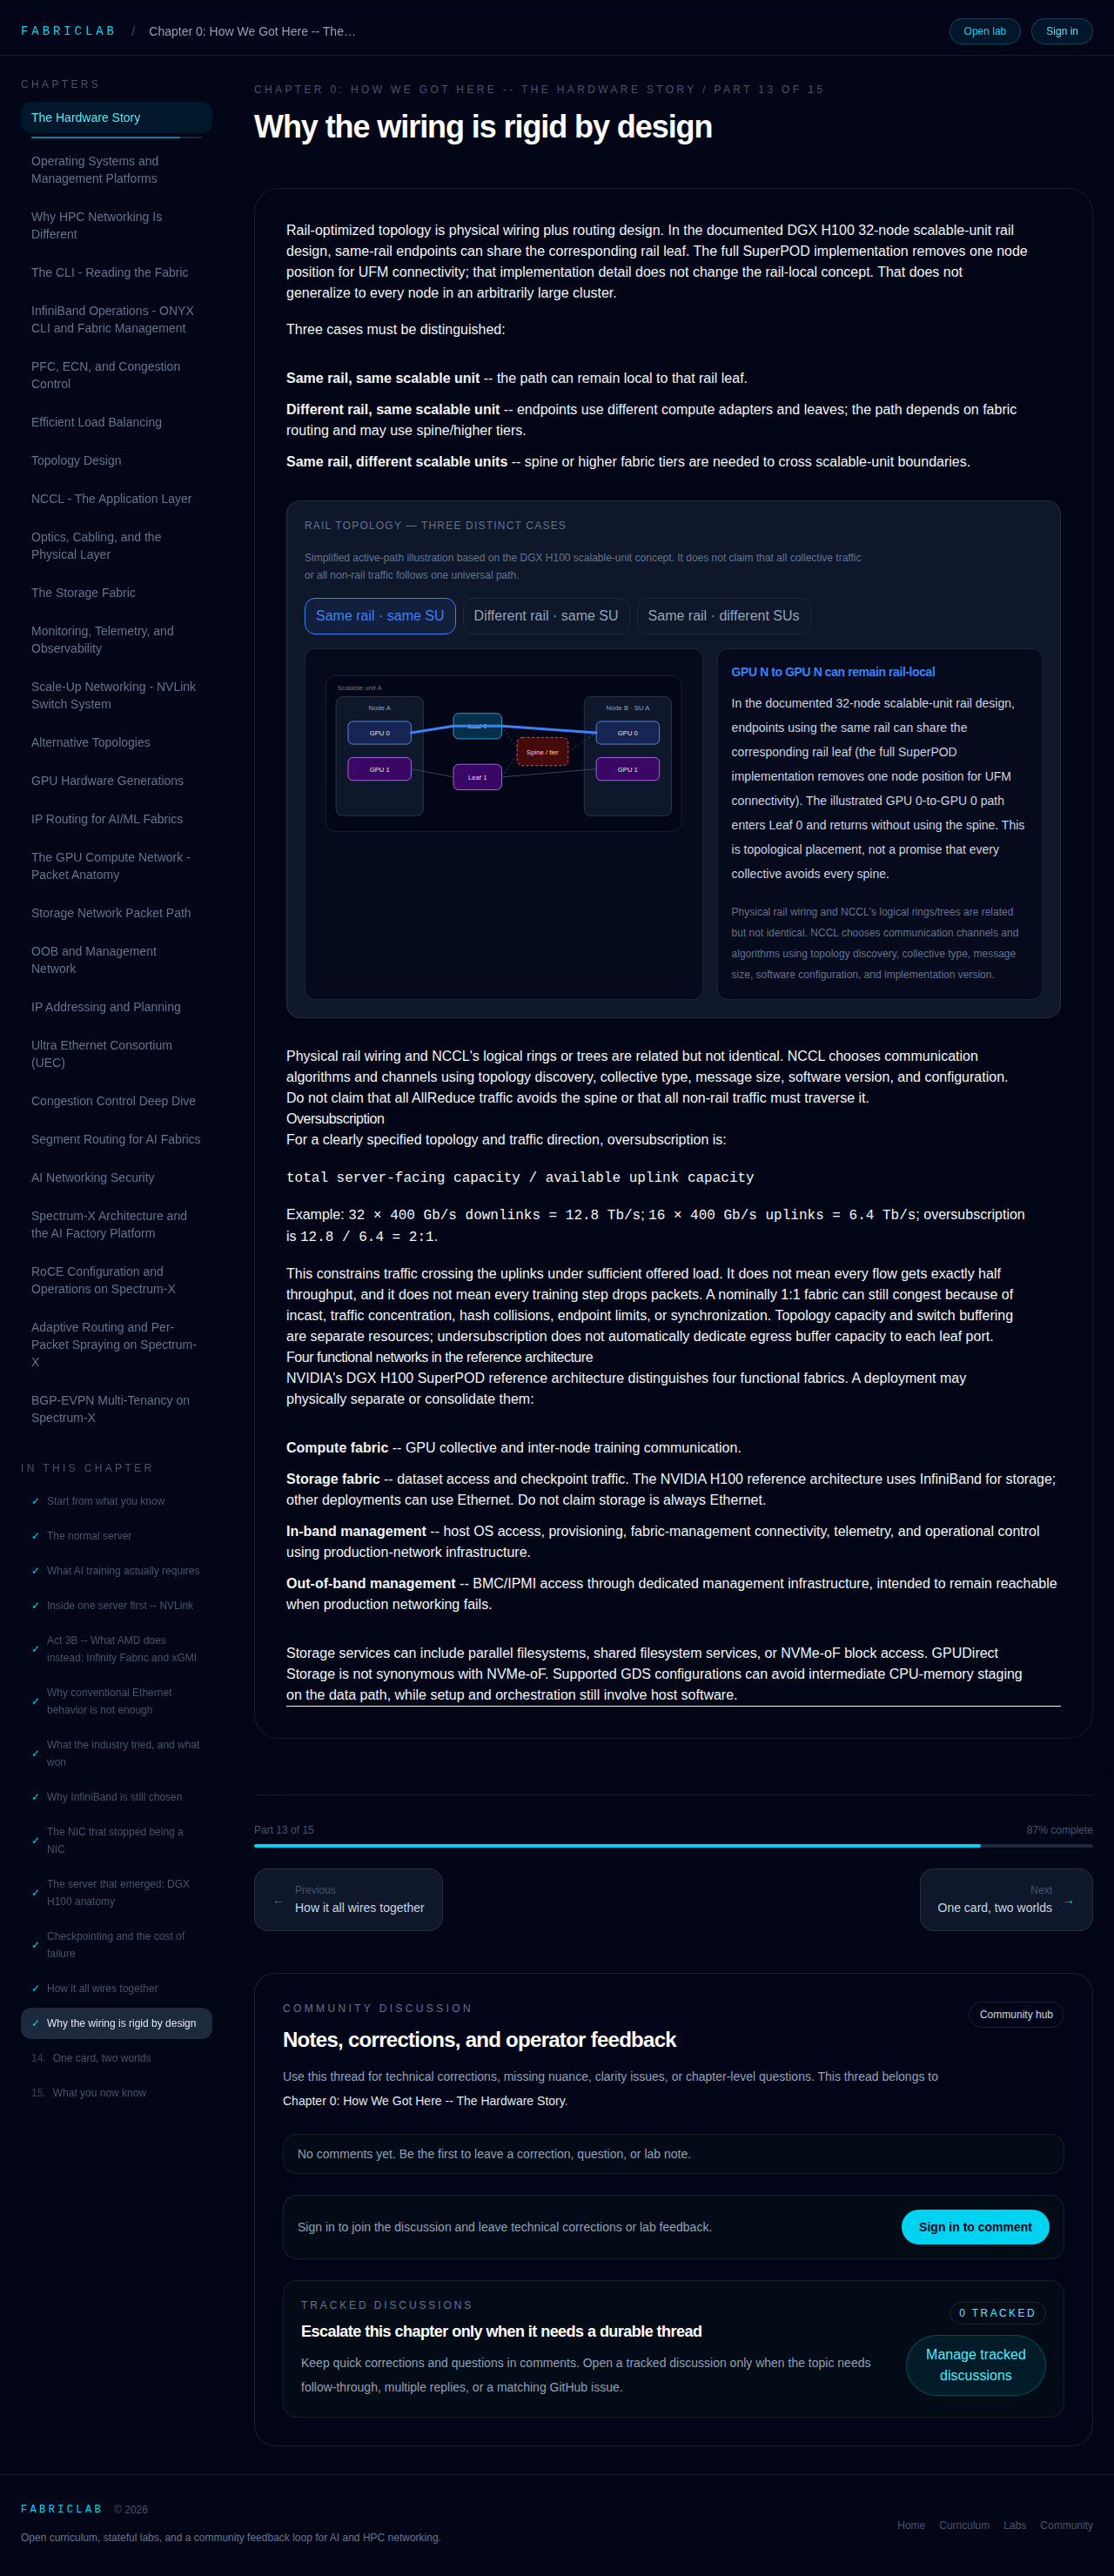 FABRICLAB / Chapter 0: How We Got Here -- The…
Open lab
Sign in
CHAPTERS
The Hardware Story
Operating Systems and
Management Platforms
Why HPC Networking Is
Different
The CLI - Reading the Fabric
InfiniBand Operations - ONYX
CLI and Fabric Management
PFC, ECN, and Congestion
Control
Efficient Load Balancing
Topology Design
NCCL - The Application Layer
Optics, Cabling, and the
Physical Layer
The Storage Fabric
Monitoring, Telemetry, and
Observability
Scale-Up Networking - NVLink
Switch System
Alternative Topologies
GPU Hardware Generations
IP Routing for AI/ML Fabrics
The GPU Compute Network -
Packet Anatomy
Storage Network Packet Path
OOB and Management
Network
IP Addressing and Planning
Ultra Ethernet Consortium
(UEC)
Congestion Control Deep Dive
Segment Routing for AI Fabrics
AI Networking Security
Spectrum-X Architecture and
the AI Factory Platform
RoCE Configuration and
Operations on Spectrum-X
Adaptive Routing and Per-
Packet Spraying on Spectrum-
X
BGP-EVPN Multi-Tenancy on
Spectrum-X
IN THIS CHAPTER
✓ Start from what you know
✓ The normal server
✓ What AI training actually requires
✓ Inside one server first -- NVLink
✓ Act 3B -- What AMD does
instead: Infinity Fabric and xGMI
✓ Why conventional Ethernet
behavior is not enough
✓ What the industry tried, and what
won
✓ Why InfiniBand is still chosen
✓ The NIC that stopped being a
NIC
✓ The server that emerged: DGX
H100 anatomy
✓ Checkpointing and the cost of
failure
✓ How it all wires together
✓ Why the wiring is rigid by design
14. One card, two worlds
15. What you now know
CHAPTER 0: HOW WE GOT HERE -- THE HARDWARE STORY / PART 13 OF 15
Why the wiring is rigid by design
Rail-optimized topology is physical wiring plus routing design. In the documented DGX H100 32-node scalable-unit rail
design, same-rail endpoints can share the corresponding rail leaf. The full SuperPOD implementation removes one node
position for UFM connectivity; that implementation detail does not change the rail-local concept. That does not
generalize to every node in an arbitrarily large cluster.
Three cases must be distinguished:
Same rail, same scalable unit -- the path can remain local to that rail leaf.
Different rail, same scalable unit -- endpoints use different compute adapters and leaves; the path depends on fabric
routing and may use spine/higher tiers.
Same rail, different scalable units -- spine or higher fabric tiers are needed to cross scalable-unit boundaries.
RAIL TOPOLOGY — THREE DISTINCT CASES
Simplified active-path illustration based on the DGX H100 scalable-unit concept. It does not claim that all collective traffic
or all non-rail traffic follows one universal path.
Same rail · same SU
Different rail · same SU
Same rail · different SUs
Scalable unit A
Node A
GPU 0
GPU 1
Leaf 0
Leaf 1
Spine / tier
Node B · SU A
GPU 0
GPU 1
GPU N to GPU N can remain rail-local
In the documented 32-node scalable-unit rail design,
endpoints using the same rail can share the
corresponding rail leaf (the full SuperPOD
implementation removes one node position for UFM
connectivity). The illustrated GPU 0-to-GPU 0 path
enters Leaf 0 and returns without using the spine. This
is topological placement, not a promise that every
collective avoids every spine.
Physical rail wiring and NCCL's logical rings/trees are related
but not identical. NCCL chooses communication channels and
algorithms using topology discovery, collective type, message
size, software configuration, and implementation version.
Physical rail wiring and NCCL's logical rings or trees are related but not identical. NCCL chooses communication
algorithms and channels using topology discovery, collective type, message size, software version, and configuration.
Do not claim that all AllReduce traffic avoids the spine or that all non-rail traffic must traverse it.
Oversubscription
For a clearly specified topology and traffic direction, oversubscription is:
total server-facing capacity / available uplink capacity
Example: 32 × 400 Gb/s downlinks = 12.8 Tb/s; 16 × 400 Gb/s uplinks = 6.4 Tb/s; oversubscription
is 12.8 / 6.4 = 2:1.
This constrains traffic crossing the uplinks under sufficient offered load. It does not mean every flow gets exactly half
throughput, and it does not mean every training step drops packets. A nominally 1:1 fabric can still congest because of
incast, traffic concentration, hash collisions, endpoint limits, or synchronization. Topology capacity and switch buffering
are separate resources; undersubscription does not automatically dedicate egress buffer capacity to each leaf port.
Four functional networks in the reference architecture
NVIDIA's DGX H100 SuperPOD reference architecture distinguishes four functional fabrics. A deployment may
physically separate or consolidate them:
Compute fabric -- GPU collective and inter-node training communication.
Storage fabric -- dataset access and checkpoint traffic. The NVIDIA H100 reference architecture uses InfiniBand for storage;
other deployments can use Ethernet. Do not claim storage is always Ethernet.
In-band management -- host OS access, provisioning, fabric-management connectivity, telemetry, and operational control
using production-network infrastructure.
Out-of-band management -- BMC/IPMI access through dedicated management infrastructure, intended to remain reachable
when production networking fails.
Storage services can include parallel filesystems, shared filesystem services, or NVMe-oF block access. GPUDirect
Storage is not synonymous with NVMe-oF. Supported GDS configurations can avoid intermediate CPU-memory staging
on the data path, while setup and orchestration still involve host software.
Part 13 of 15
87% complete
← Previous
How it all wires together
Next →
One card, two worlds
COMMUNITY DISCUSSION
Community hub
Notes, corrections, and operator feedback
Use this thread for technical corrections, missing nuance, clarity issues, or chapter-level questions. This thread belongs to
Chapter 0: How We Got Here -- The Hardware Story.
No comments yet. Be the first to leave a correction, question, or lab note.
Sign in to join the discussion and leave technical corrections or lab feedback.
Sign in to comment
TRACKED DISCUSSIONS
0 TRACKED
Escalate this chapter only when it needs a durable thread
Keep quick corrections and questions in comments. Open a tracked discussion only when the topic needs
follow-through, multiple replies, or a matching GitHub issue.
Manage tracked
discussions
FABRICLAB © 2026
Open curriculum, stateful labs, and a community feedback loop for AI and HPC networking.
Home
Curriculum
Labs
Community